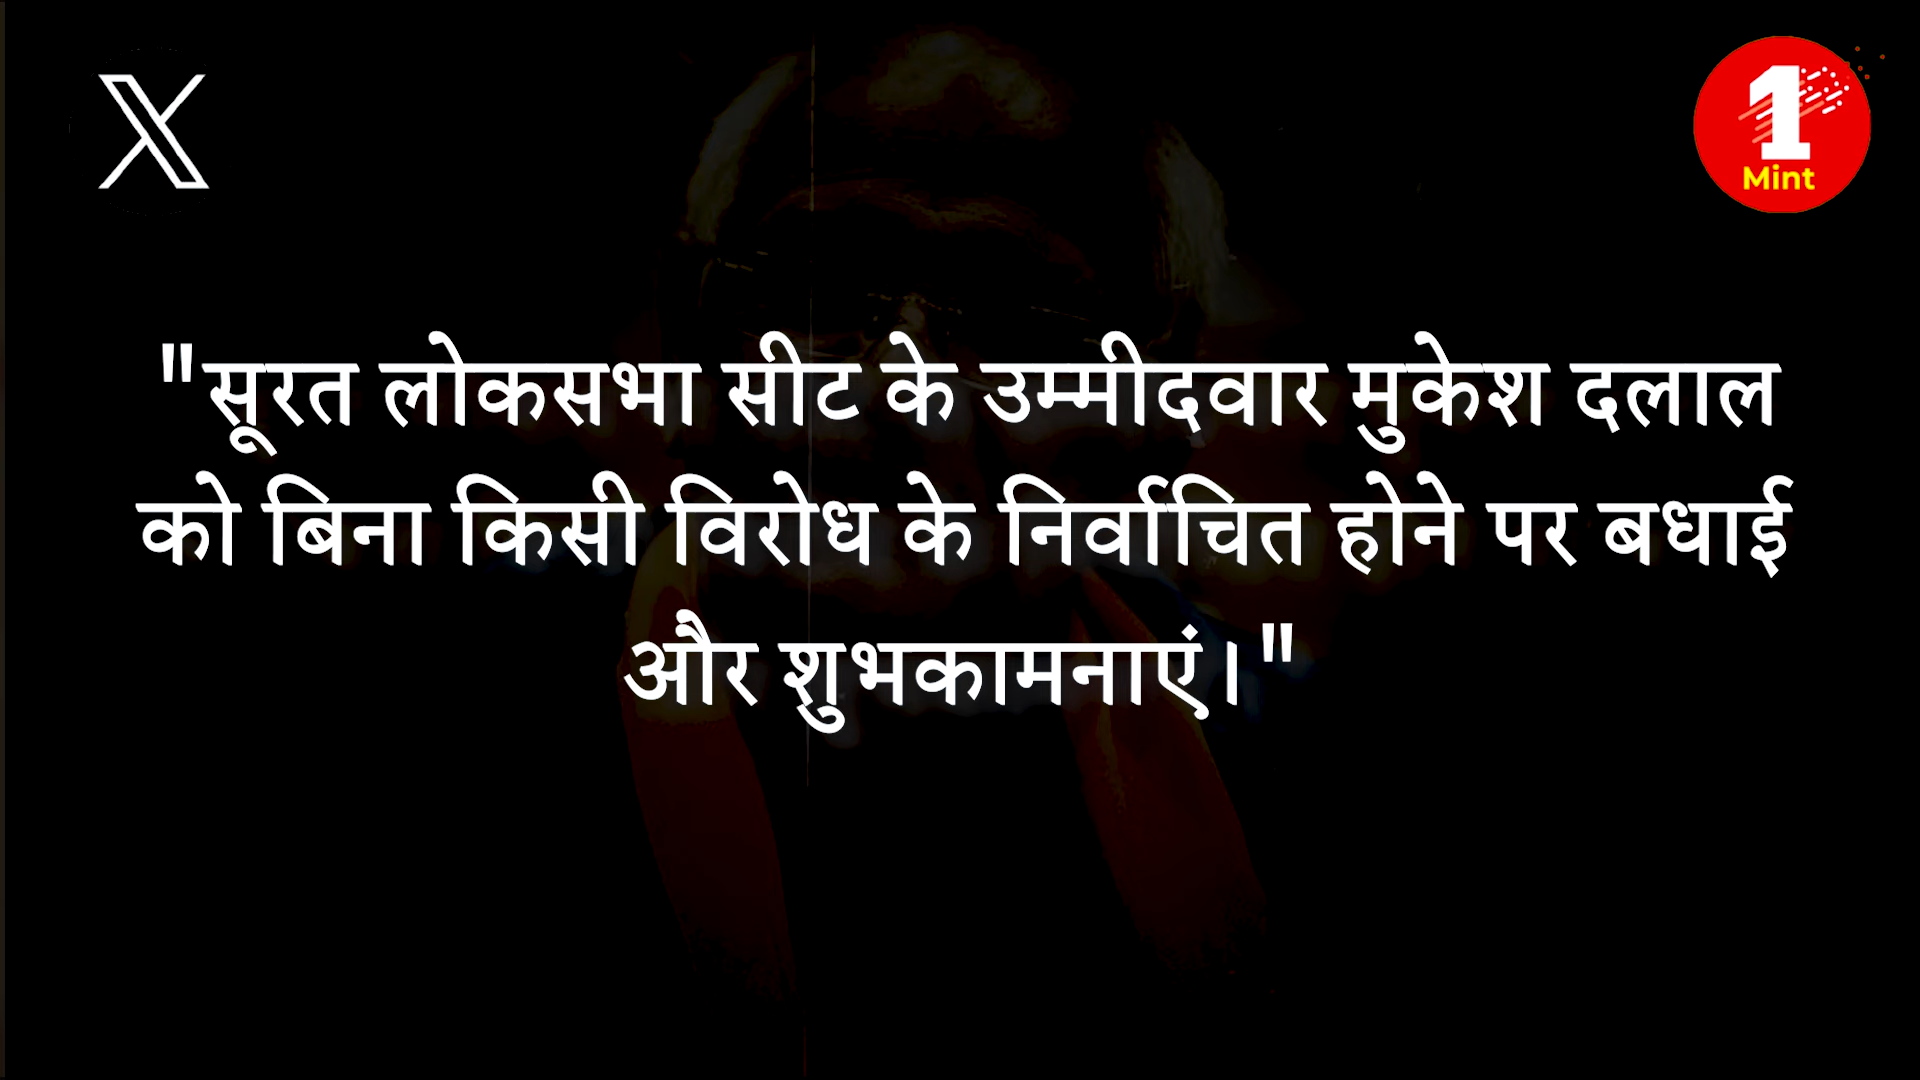 1
Mint
"सूरत लोकसभा सीट के उम्मीदवार मुकेश दलाल
को बिना किसी विरोध के निर्वाचित होने पर बधाई
और शुभकामनाएं।"